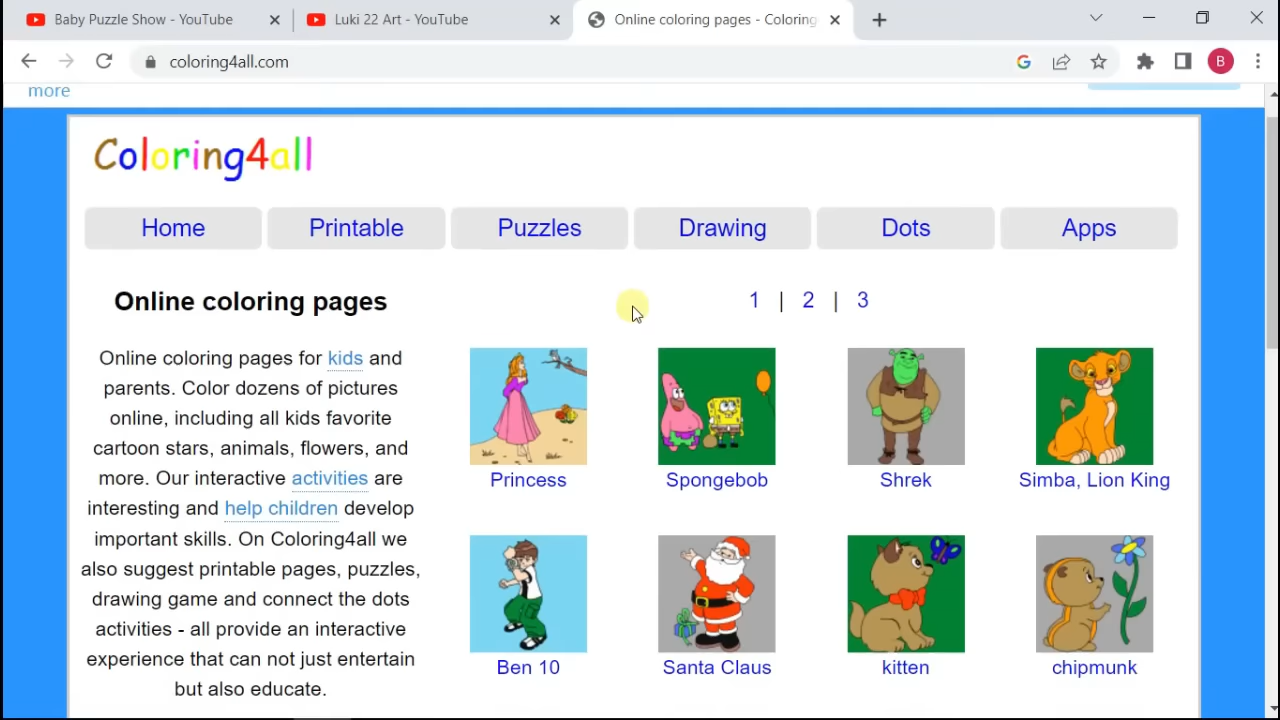 Baby Puzzle Show - YouTube
Luki 22 Art - YouTube
Online coloring pages - Coloring
coloring4all.com
B
more
Coloring4all
Home
Printable
Puzzles
Drawing
Dots
Apps
Online coloring pages
1 | 2 | 3
Online coloring pages for kids and
parents. Color dozens of pictures
online, including all kids favorite
cartoon stars, animals, flowers, and
more. Our interactive activities are
interesting and help children develop
important skills. On Coloring4all we
also suggest printable pages, puzzles,
drawing game and connect the dots
activities - all provide an interactive
experience that can not just entertain
but also educate.
Princess
Spongebob
Shrek
Simba, Lion King
Ben 10
Santa Claus
kitten
chipmunk